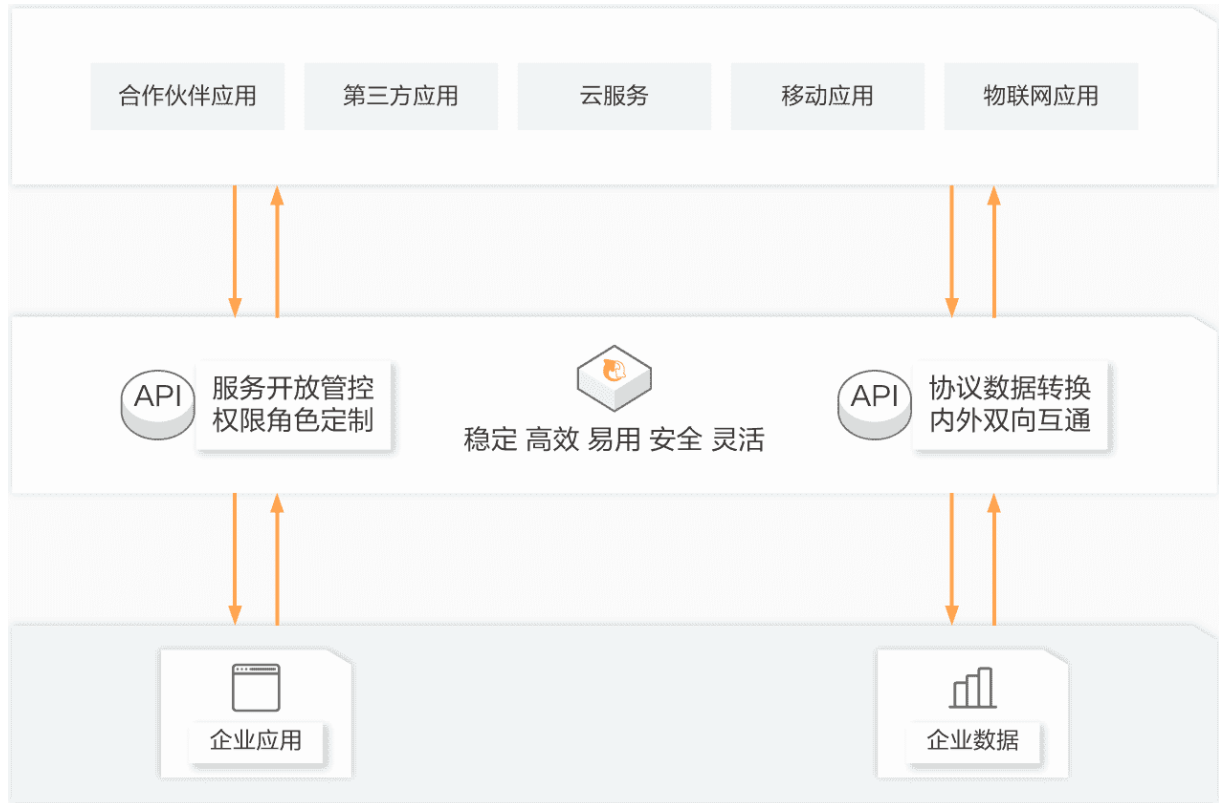 合作伙伴应用
第三方应用
云服务
移动应用
物联网应用
API
服务开放管控
权限角色定制
稳定 高效 易用 安全 灵活
API
协议数据转换
内外双向互通
企业应用
企业数据